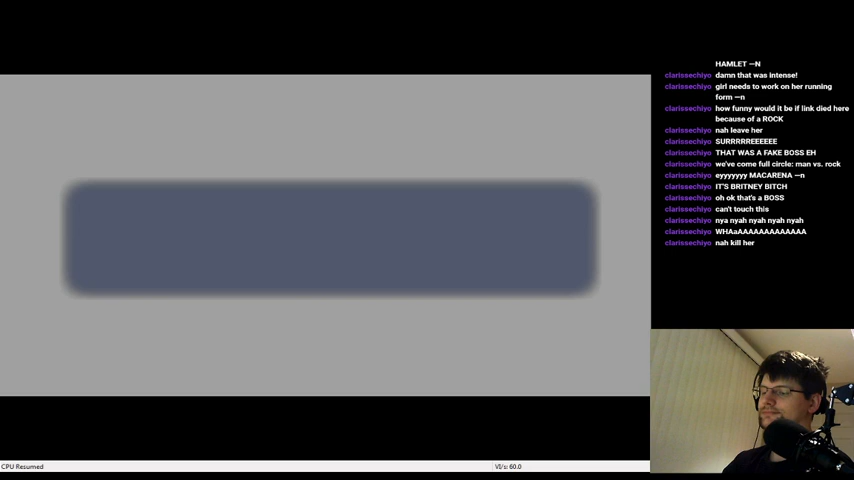 HAMLET —N
clarissechiyo damn that was Intense!
clarissechiyo girl needs to work on her running
form —n
clarissechiyo how funny would it be if link died here
because of a ROCK
clarissechiyo nah leave her
clarissechiyo SURRRRREEEEEE
clarissechiyo THAT WAS A FAKE BOSS EH
clarissechiyo we've come full circle: man vs. rock
clarissechiyo eyyyyyyy MACARENA —n
clarissechiyo IT'S BRITNEY BITCH
clarissechiyo oh ok that's a BOSS
clarissechiyo can't touch this
clarissechiyo nya nyah nyah nyah nyah
clarissechiyo WHAaAAAAAAAAAAAAA
clarissechiyo nah kill her
CPU Resumed VI/s: 60.0